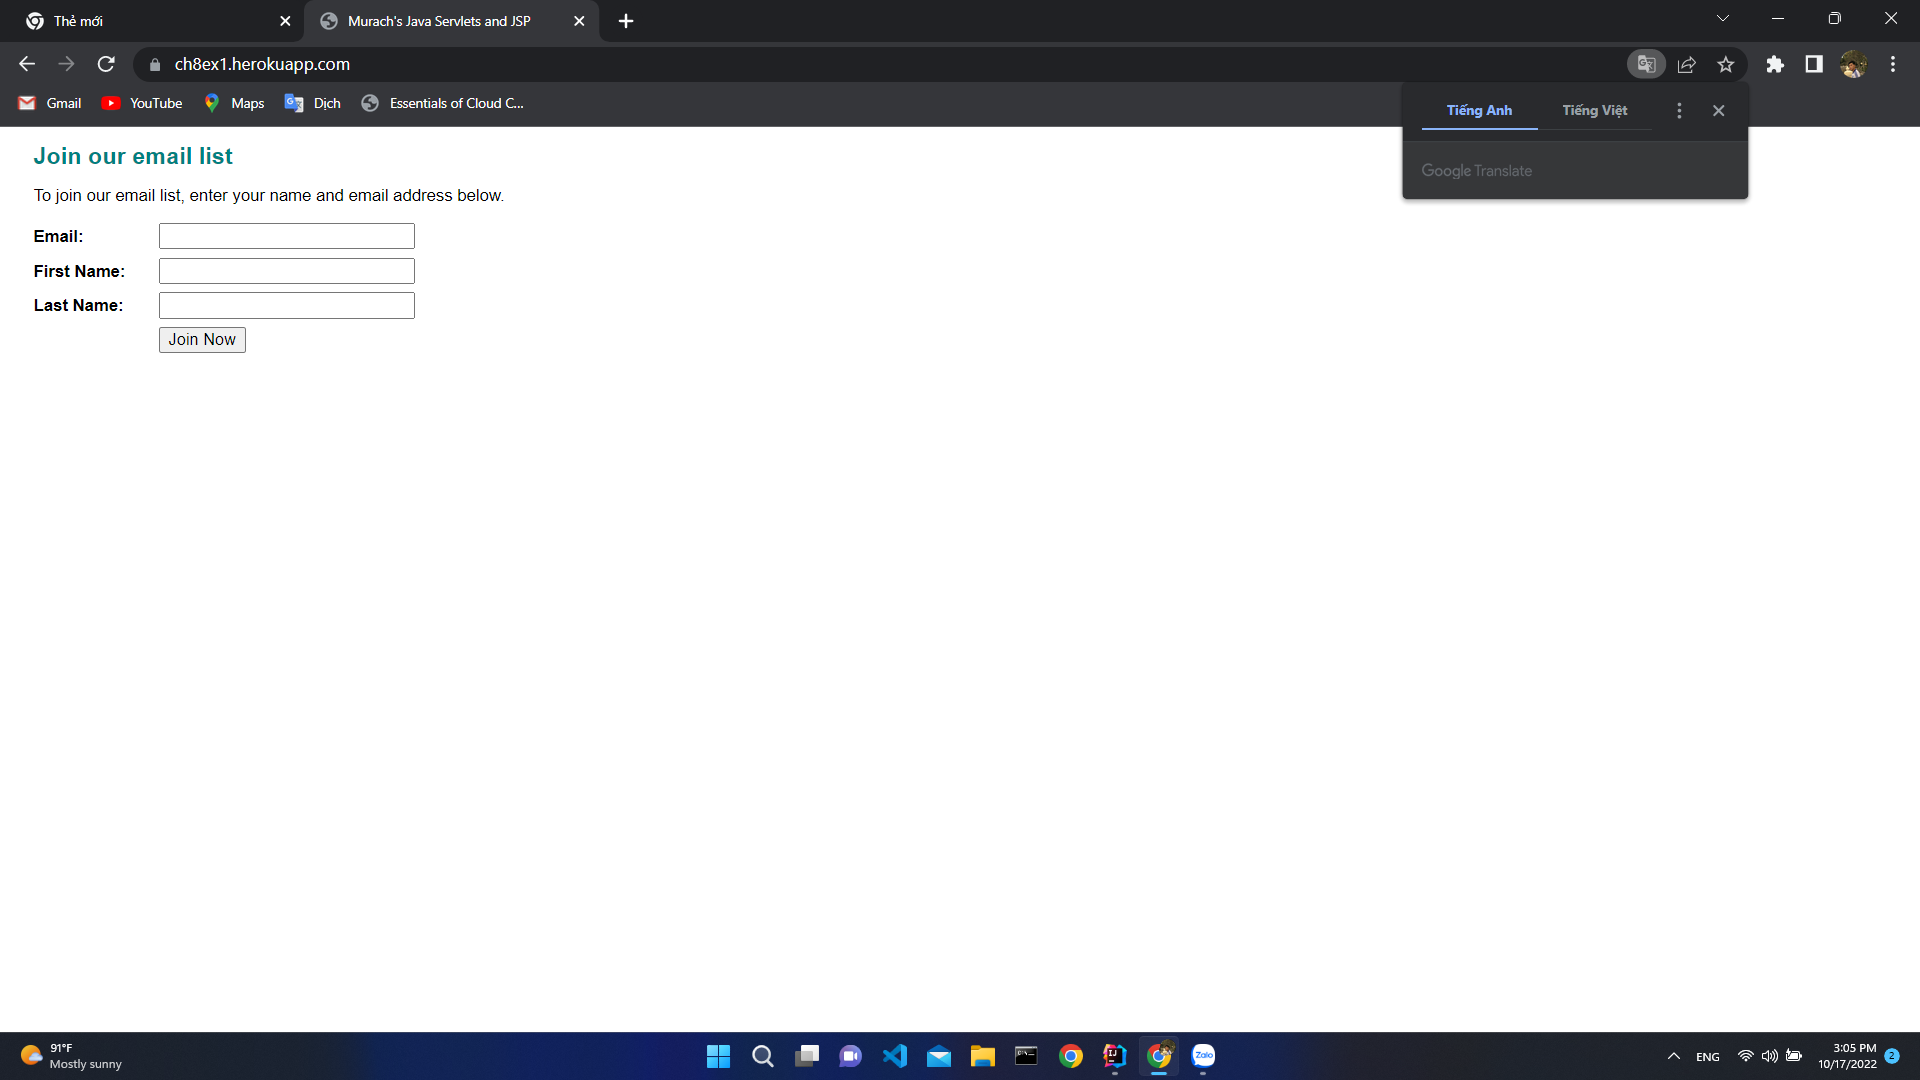 Thẻ mới
Murach's Java Servlets and JSP
ch8ex1.herokuapp.com
Gmail
YouTube
Maps
Dịch
Essentials of Cloud C...
Tiếng Anh
Tiếng Việt
Google Translate
Join our email list
To join our email list, enter your name and email address below.
Email:
First Name:
Last Name:
Join Now
91°F
Mostly sunny
Zalo
ENG
3:05 PM
10/17/2022
2